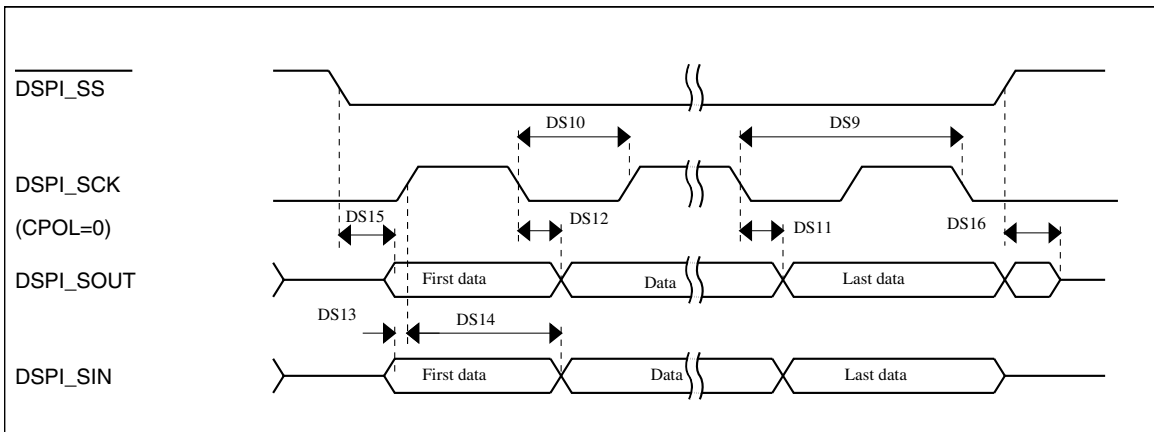 DSPI_SS
DS10
DS9
DSPI_SCK
(CPOL=0)
DS15
DS12
DS11
DS16
DSPI_SOUT
First data
Data
Last data
DS13
DS14
DSPI_SIN
First data
Data
Last data